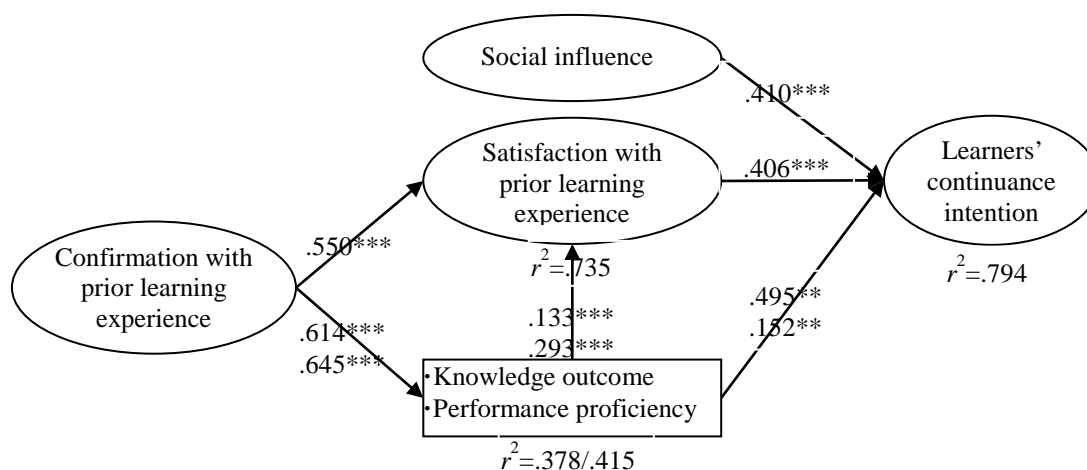 Social influence
.410***
Satisfaction with
prior learning
experience
.406***
Learners’
continuance
intention
r²=.794
.550***
r²=.735
Confirmation with
prior learning
experience
.614***
.645***
.133***
.293***
.495**
.152**
·Knowledge outcome
·Performance proficiency
r²=.378/.415